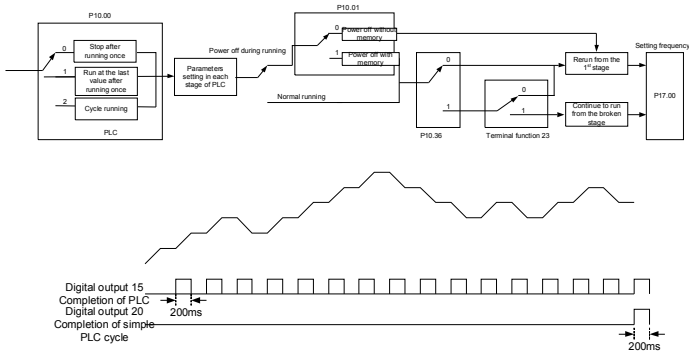 P10.00
0
Stop after
running once
1
Run at the last
value after
running once
2
Cycle running
PLC
Parameters
setting in each
stage of PLC
Power off during running
Normal running
P10.01
0
Power off without
memory
1
Power off with
memory
0
1
P10.36
0
1
Terminal function 23
Rerun from the
1st stage
Continue to run
from the broken
stage
Setting frequency
P17.00
Digital output 15
Completion of PLC
200ms
Digital output 20
Completion of simple
PLC cycle
200ms